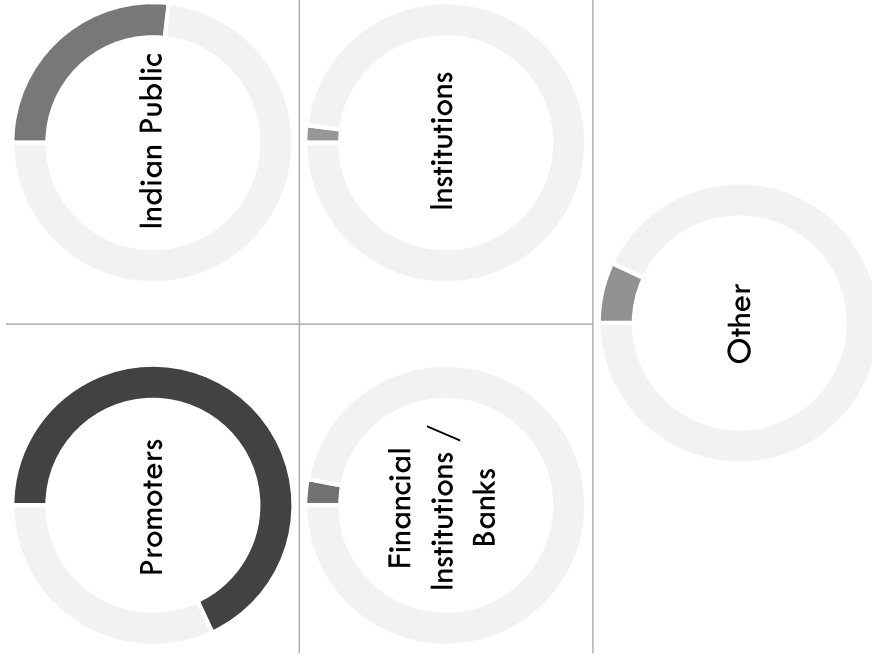 Promoters
Indian Public
Financial
Institutions /
Banks
Institutions
Other